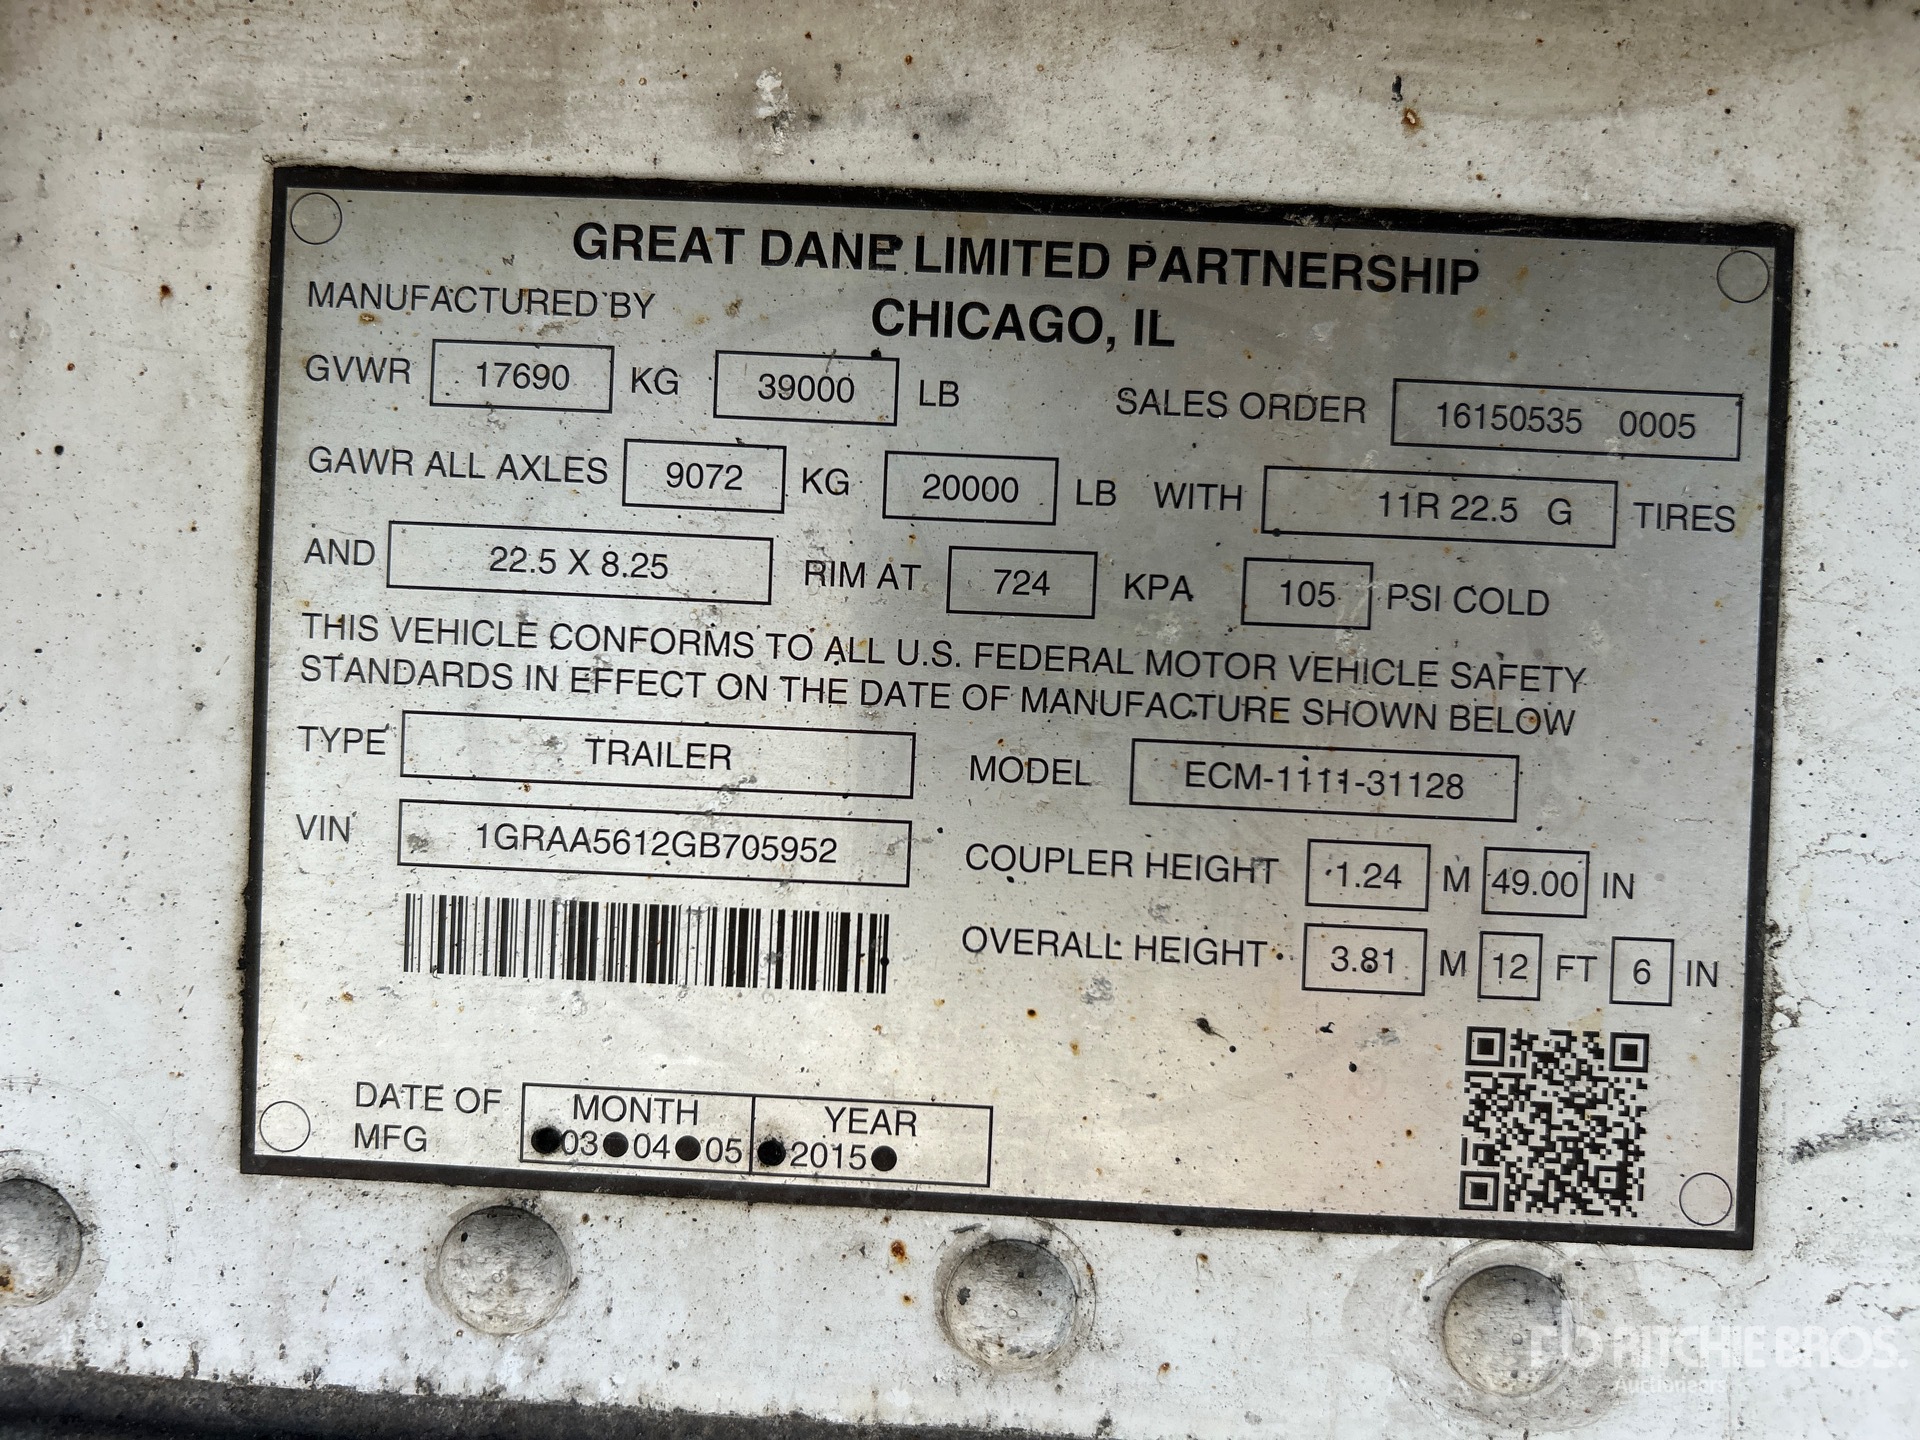 GREAT DANE LIMITED PARTNERSHIP
MANUFACTURED BY CHICAGO, IL
GVWR 17690 KG 39000 LB SALES ORDER 16150535 0005
GAWR ALL AXLES 9072 KG 20000 LB WITH 11R 22.5 G TIRES
AND 22.5 X 8.25 RIM AT 724 KPA 105 PSI COLD
THIS VEHICLE CONFORMS TO ALL U.S. FEDERAL MOTOR VEHICLE SAFETY
STANDARDS IN EFFECT ON THE DATE OF MANUFACTURE SHOWN BELOW
TYPE TRAILER MODEL ECM-1111-31128
VIN 1GRAA5612GB705952 COUPLER HEIGHT 1.24 M 49.00 IN
OVERALL HEIGHT 3.81 M 12 FT 6 IN
DATE OF MONTH YEAR
MFG 03 04 05 2015
RITCHIE BROS.
Auctioneers